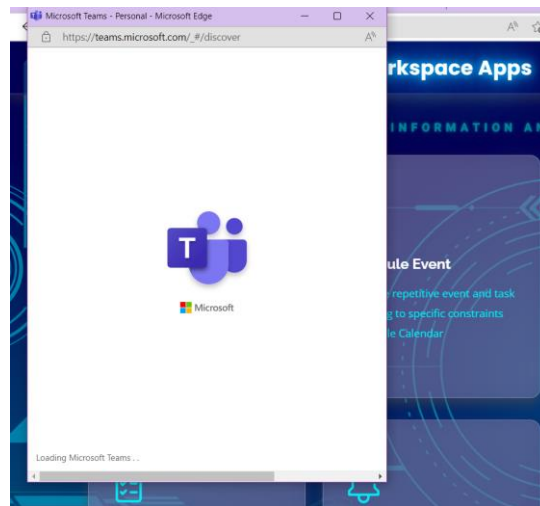 Microsoft Teams - Personal - Microsoft Edge
https://teams.microsoft.com/_#/discover
rkspace Apps
INFORMATION A
T
Microsoft
ule Event
repetitive event and task
g to specific constraints
le Calendar
Loading Microsoft Teams ...